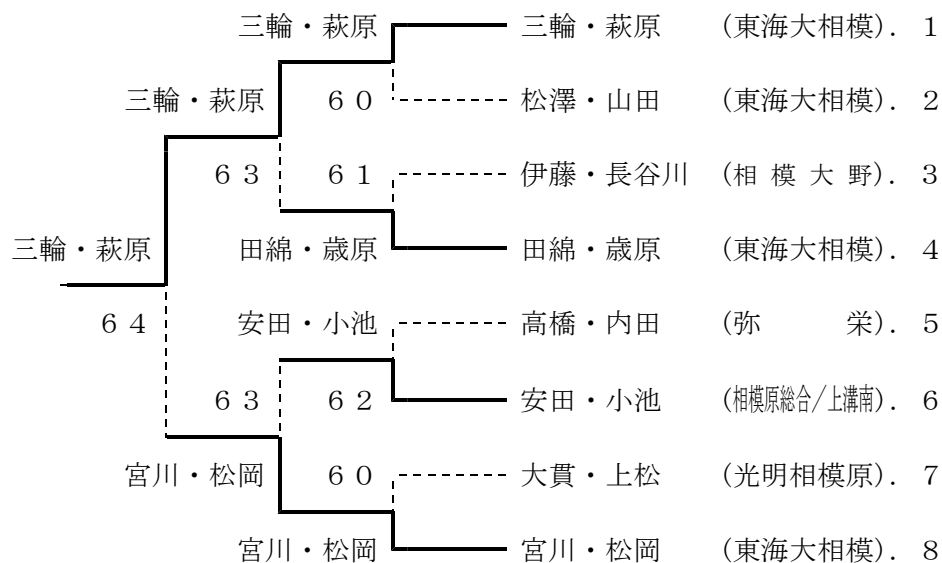 三輪・萩原 三輪・萩原 (東海大相模). 1
三輪・萩原 60 松澤・山田 (東海大相模). 2
63 61 伊藤・長谷川 (相模大野). 3
三輪・萩原 田綿・歳原 田綿・歳原 (東海大相模). 4
64 安田・小池 高橋・内田 (弥栄). 5
63 62 安田・小池 (相模原総合/上溝南). 6
宮川・松岡 60 大貫・上松 (光明相模原). 7
宮川・松岡 宮川・松岡 (東海大相模). 8